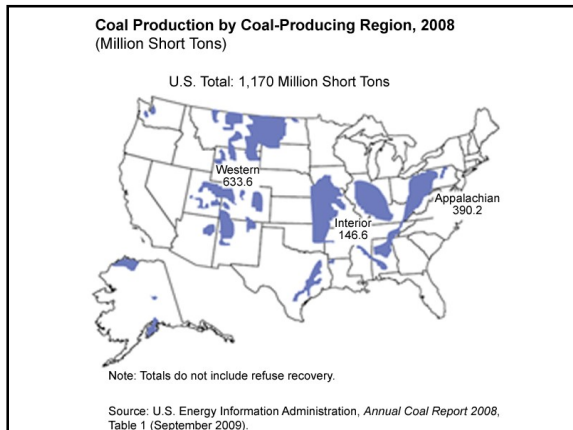 Coal Production by Coal-Producing Region, 2008
(Million Short Tons)
U.S. Total: 1,170 Million Short Tons
Western
633.6
Appalachian
390.2
Interior
146.6
Note: Totals do not include refuse recovery.
Source: U.S. Energy Information Administration, Annual Coal Report 2008,
Table 1 (September 2009).